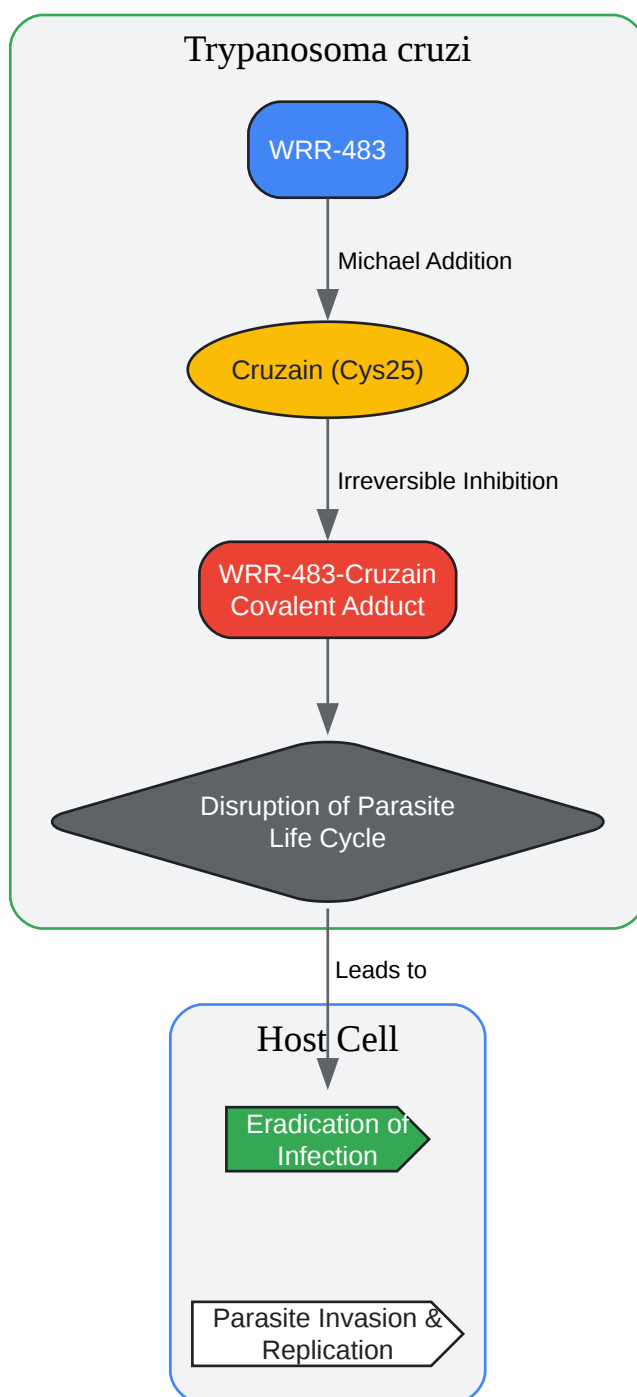 Trypanosoma cruzi
WRR-483
Michael Addition
Cruzain (Cys25)
Irreversible Inhibition
WRR-483-Cruzain
Covalent Adduct
Disruption of Parasite
Life Cycle
Leads to
Host Cell
Eradication of
Infection
Parasite Invasion &
Replication